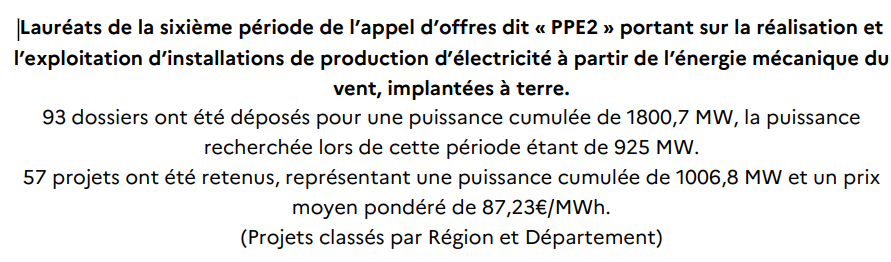 Lauréats de la sixième période de l’appel d’offres dit « PPE2 » portant sur la réalisation et
l’exploitation d’installations de production d’électricité à partir de l’énergie mécanique du
vent, implantées à terre.
93 dossiers ont été déposés pour une puissance cumulée de 1800,7 MW, la puissance
recherchée lors de cette période étant de 925 MW.
57 projets ont été retenus, représentant une puissance cumulée de 1006,8 MW et un prix
moyen pondéré de 87,23€/MWh.
(Projets classés par Région et Département)